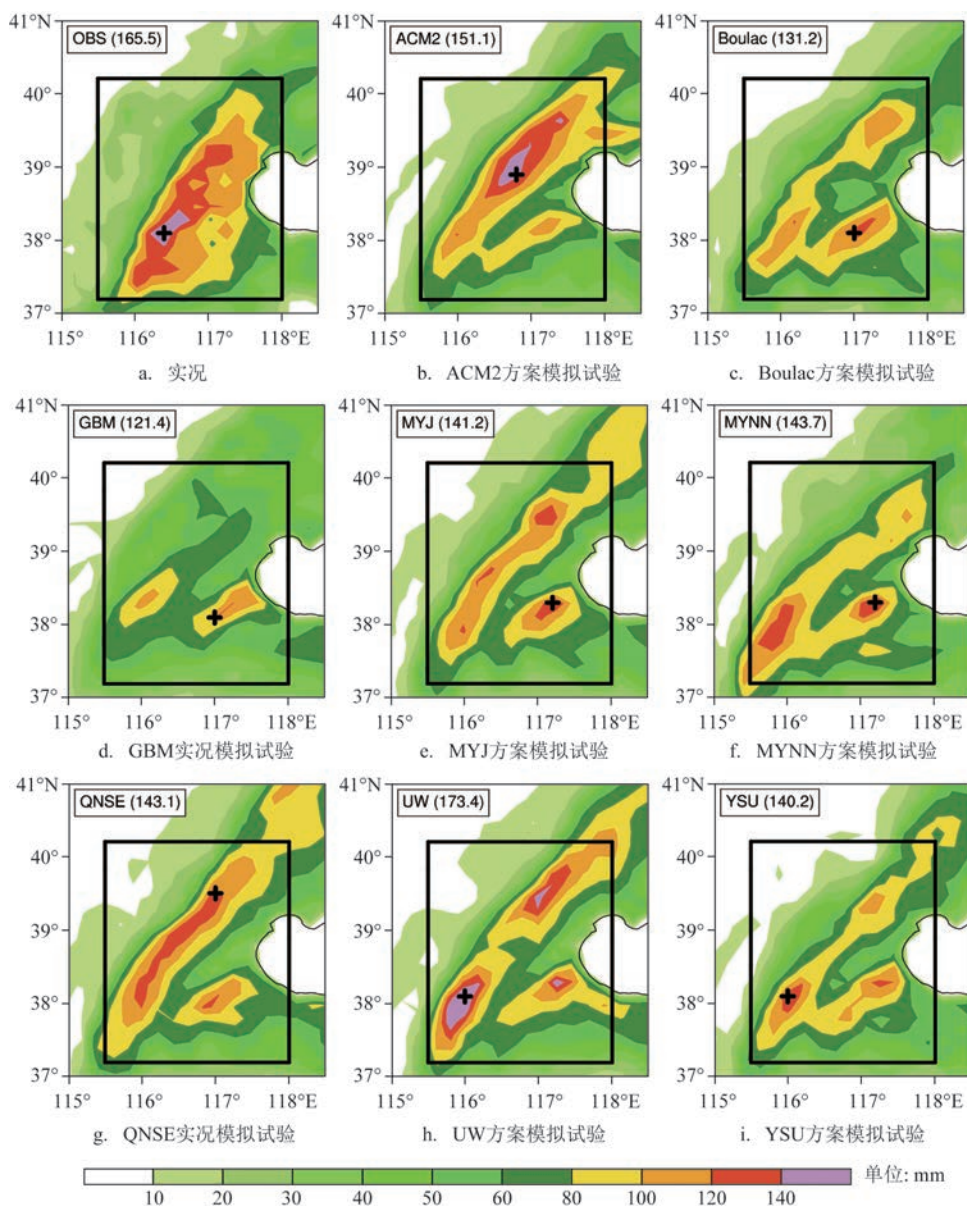 41°N
40°
39°
38°
37°
OBS (165.5)
115° 116° 117° 118°E
a. 实况
41°N
40°
39°
38°
37°
ACM2 (151.1)
115° 116° 117° 118°E
b. ACM2方案模拟试验
41°N
40°
39°
38°
37°
Boulac (131.2)
115° 116° 117° 118°E
c. Boulac方案模拟试验
41°N
40°
39°
38°
37°
GBM (121.4)
115° 116° 117° 118°E
d. GBM实况模拟试验
41°N
40°
39°
38°
37°
MYJ (141.2)
115° 116° 117° 118°E
e. MYJ方案模拟试验
41°N
40°
39°
38°
37°
MYNN (143.7)
115° 116° 117° 118°E
f. MYNN方案模拟试验
41°N
40°
39°
38°
37°
QNSE (143.1)
115° 116° 117° 118°E
g. QNSE实况模拟试验
41°N
40°
39°
38°
37°
UW (173.4)
115° 116° 117° 118°E
h. UW方案模拟试验
41°N
40°
39°
38°
37°
YSU (140.2)
115° 116° 117° 118°E
i. YSU方案模拟试验
单位: mm
10 20 30 40 50 60 80 100 120 140